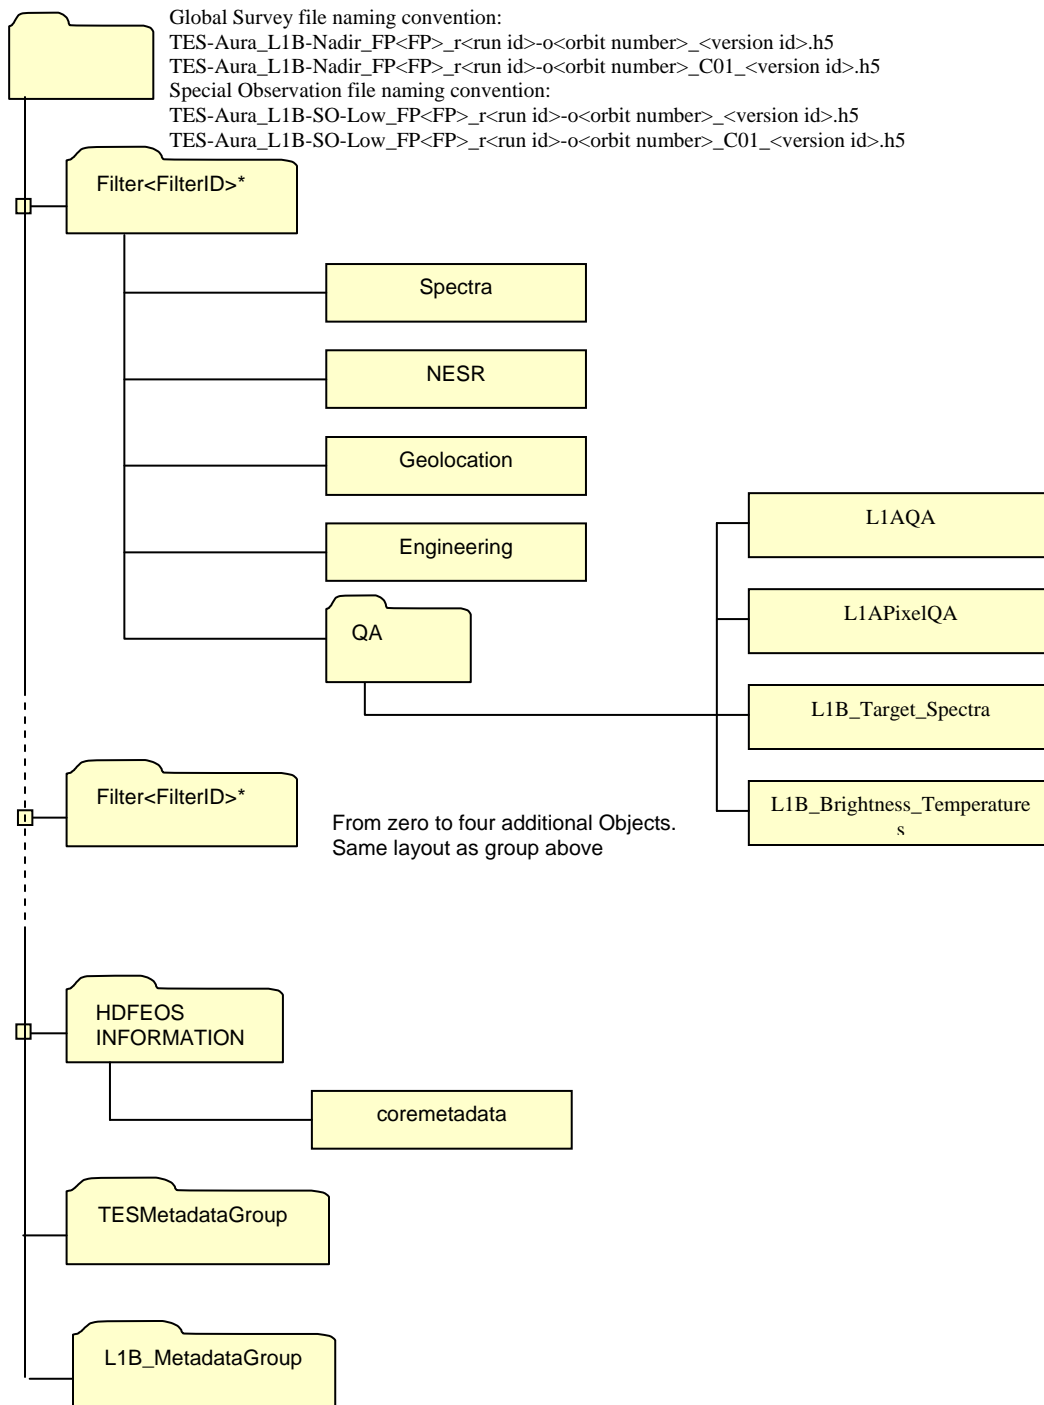 Global Survey file naming convention:
TES-Aura_L1B-Nadir_FP<FP>_r<run id>-o<orbit number>_<version id>.h5
TES-Aura_L1B-Nadir_FP<FP>_r<run id>-o<orbit number>_C01_<version id>.h5
Special Observation file naming convention:
TES-Aura_L1B-SO-Low_FP<FP>_r<run id>-o<orbit number>_<version id>.h5
TES-Aura_L1B-SO-Low_FP<FP>_r<run id>-o<orbit number>_C01_<version id>.h5
Filter<FilterID>*
Spectra
NESR
Geolocation
Engineering
QA
L1AQA
L1APixelQA
L1B_Target_Spectra
L1B_Brightness_Temperature
s
Filter<FilterID>*
From zero to four additional Objects.
Same layout as group above
HDFEOS
INFORMATION
coremetadata
TESMetadataGroup
L1B_MetadataGroup